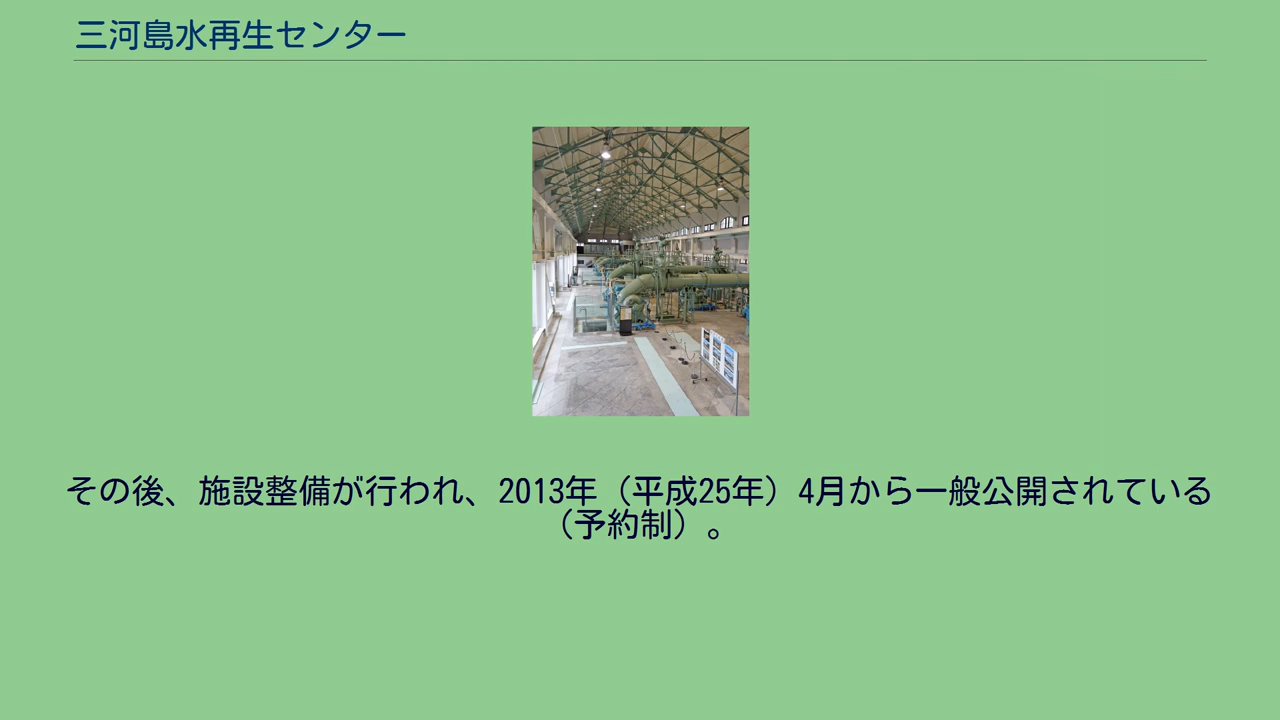 三河島水再生センター
その後、施設整備が行われ、2013年（平成25年）4月から一般公開されている
（予約制）。